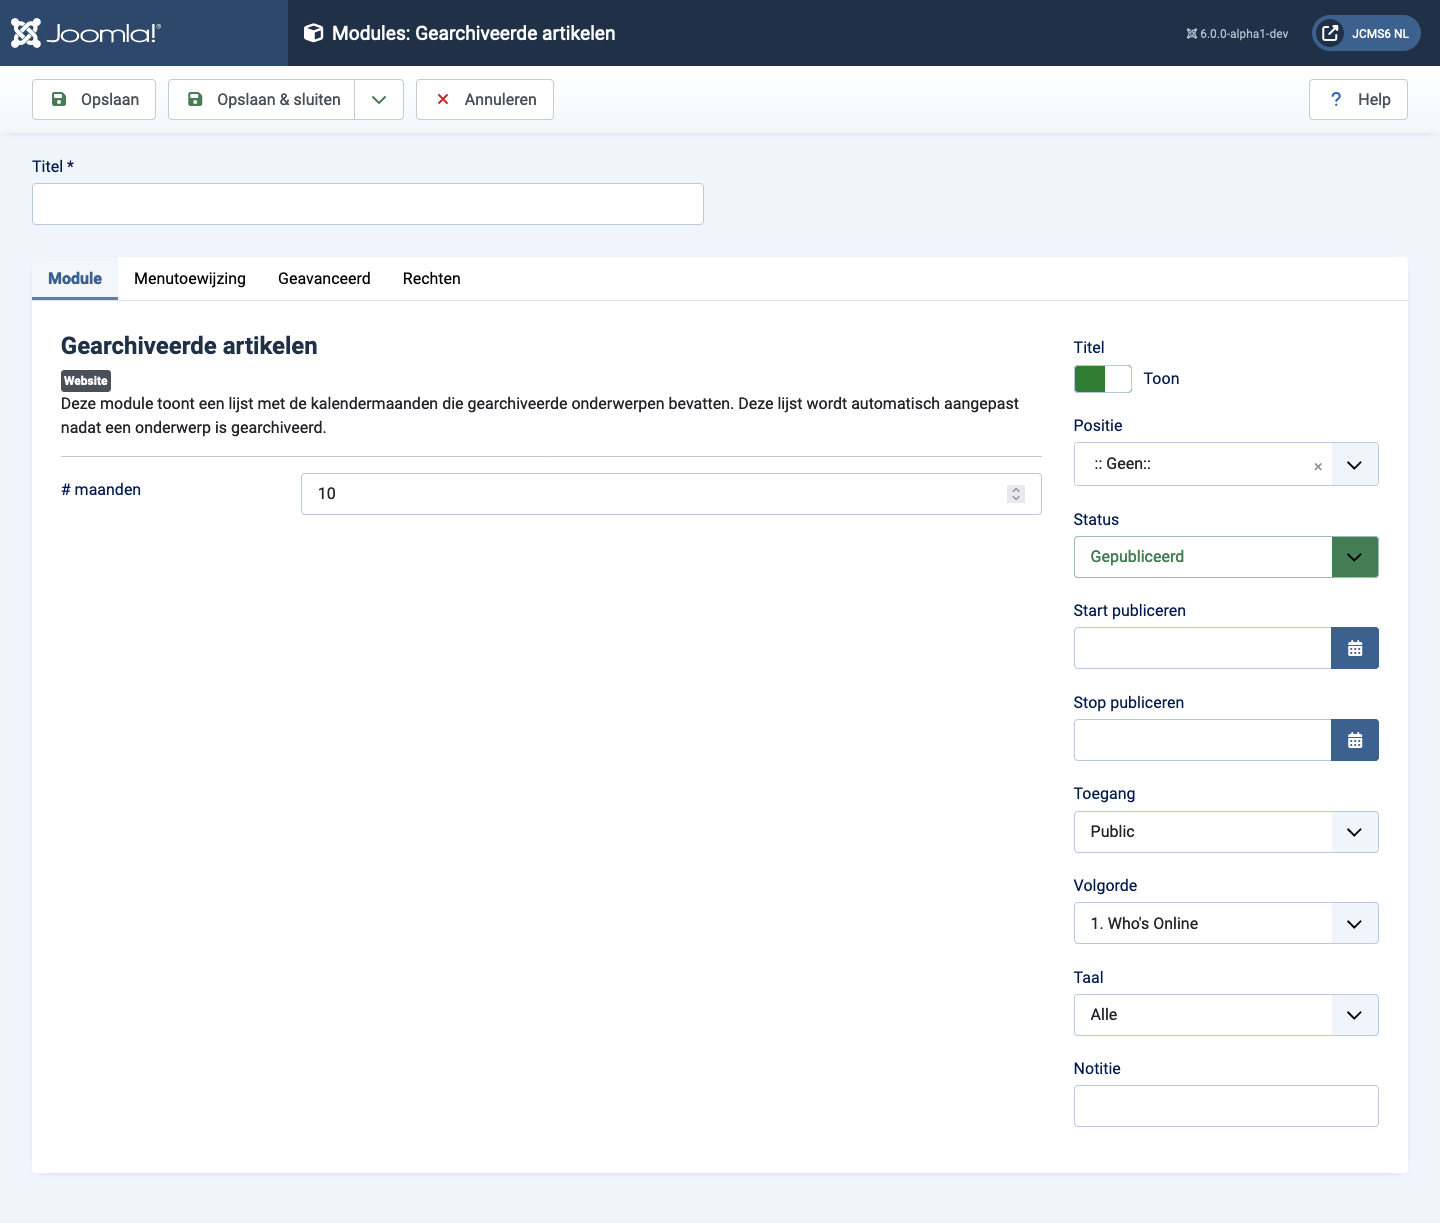 Joomla!
Modules: Gearchiveerde artikelen
6.0.0-alpha1-dev
JCMS6 NL
Opslaan
Opslaan & sluiten
Annuleren
Help
Titel *
Module
Menutoewijzing
Geavanceerd
Rechten
Gearchiveerde artikelen
Website
Deze module toont een lijst met de kalendermaanden die gearchiveerde onderwerpen bevatten. Deze lijst wordt automatisch aangepast
nadat een onderwerp is gearchiveerd.
# maanden
10
Titel
Toon
Positie
:: Geen::
Status
Gepubliceerd
Start publiceren
Stop publiceren
Toegang
Public
Volgorde
1. Who's Online
Taal
Alle
Notitie